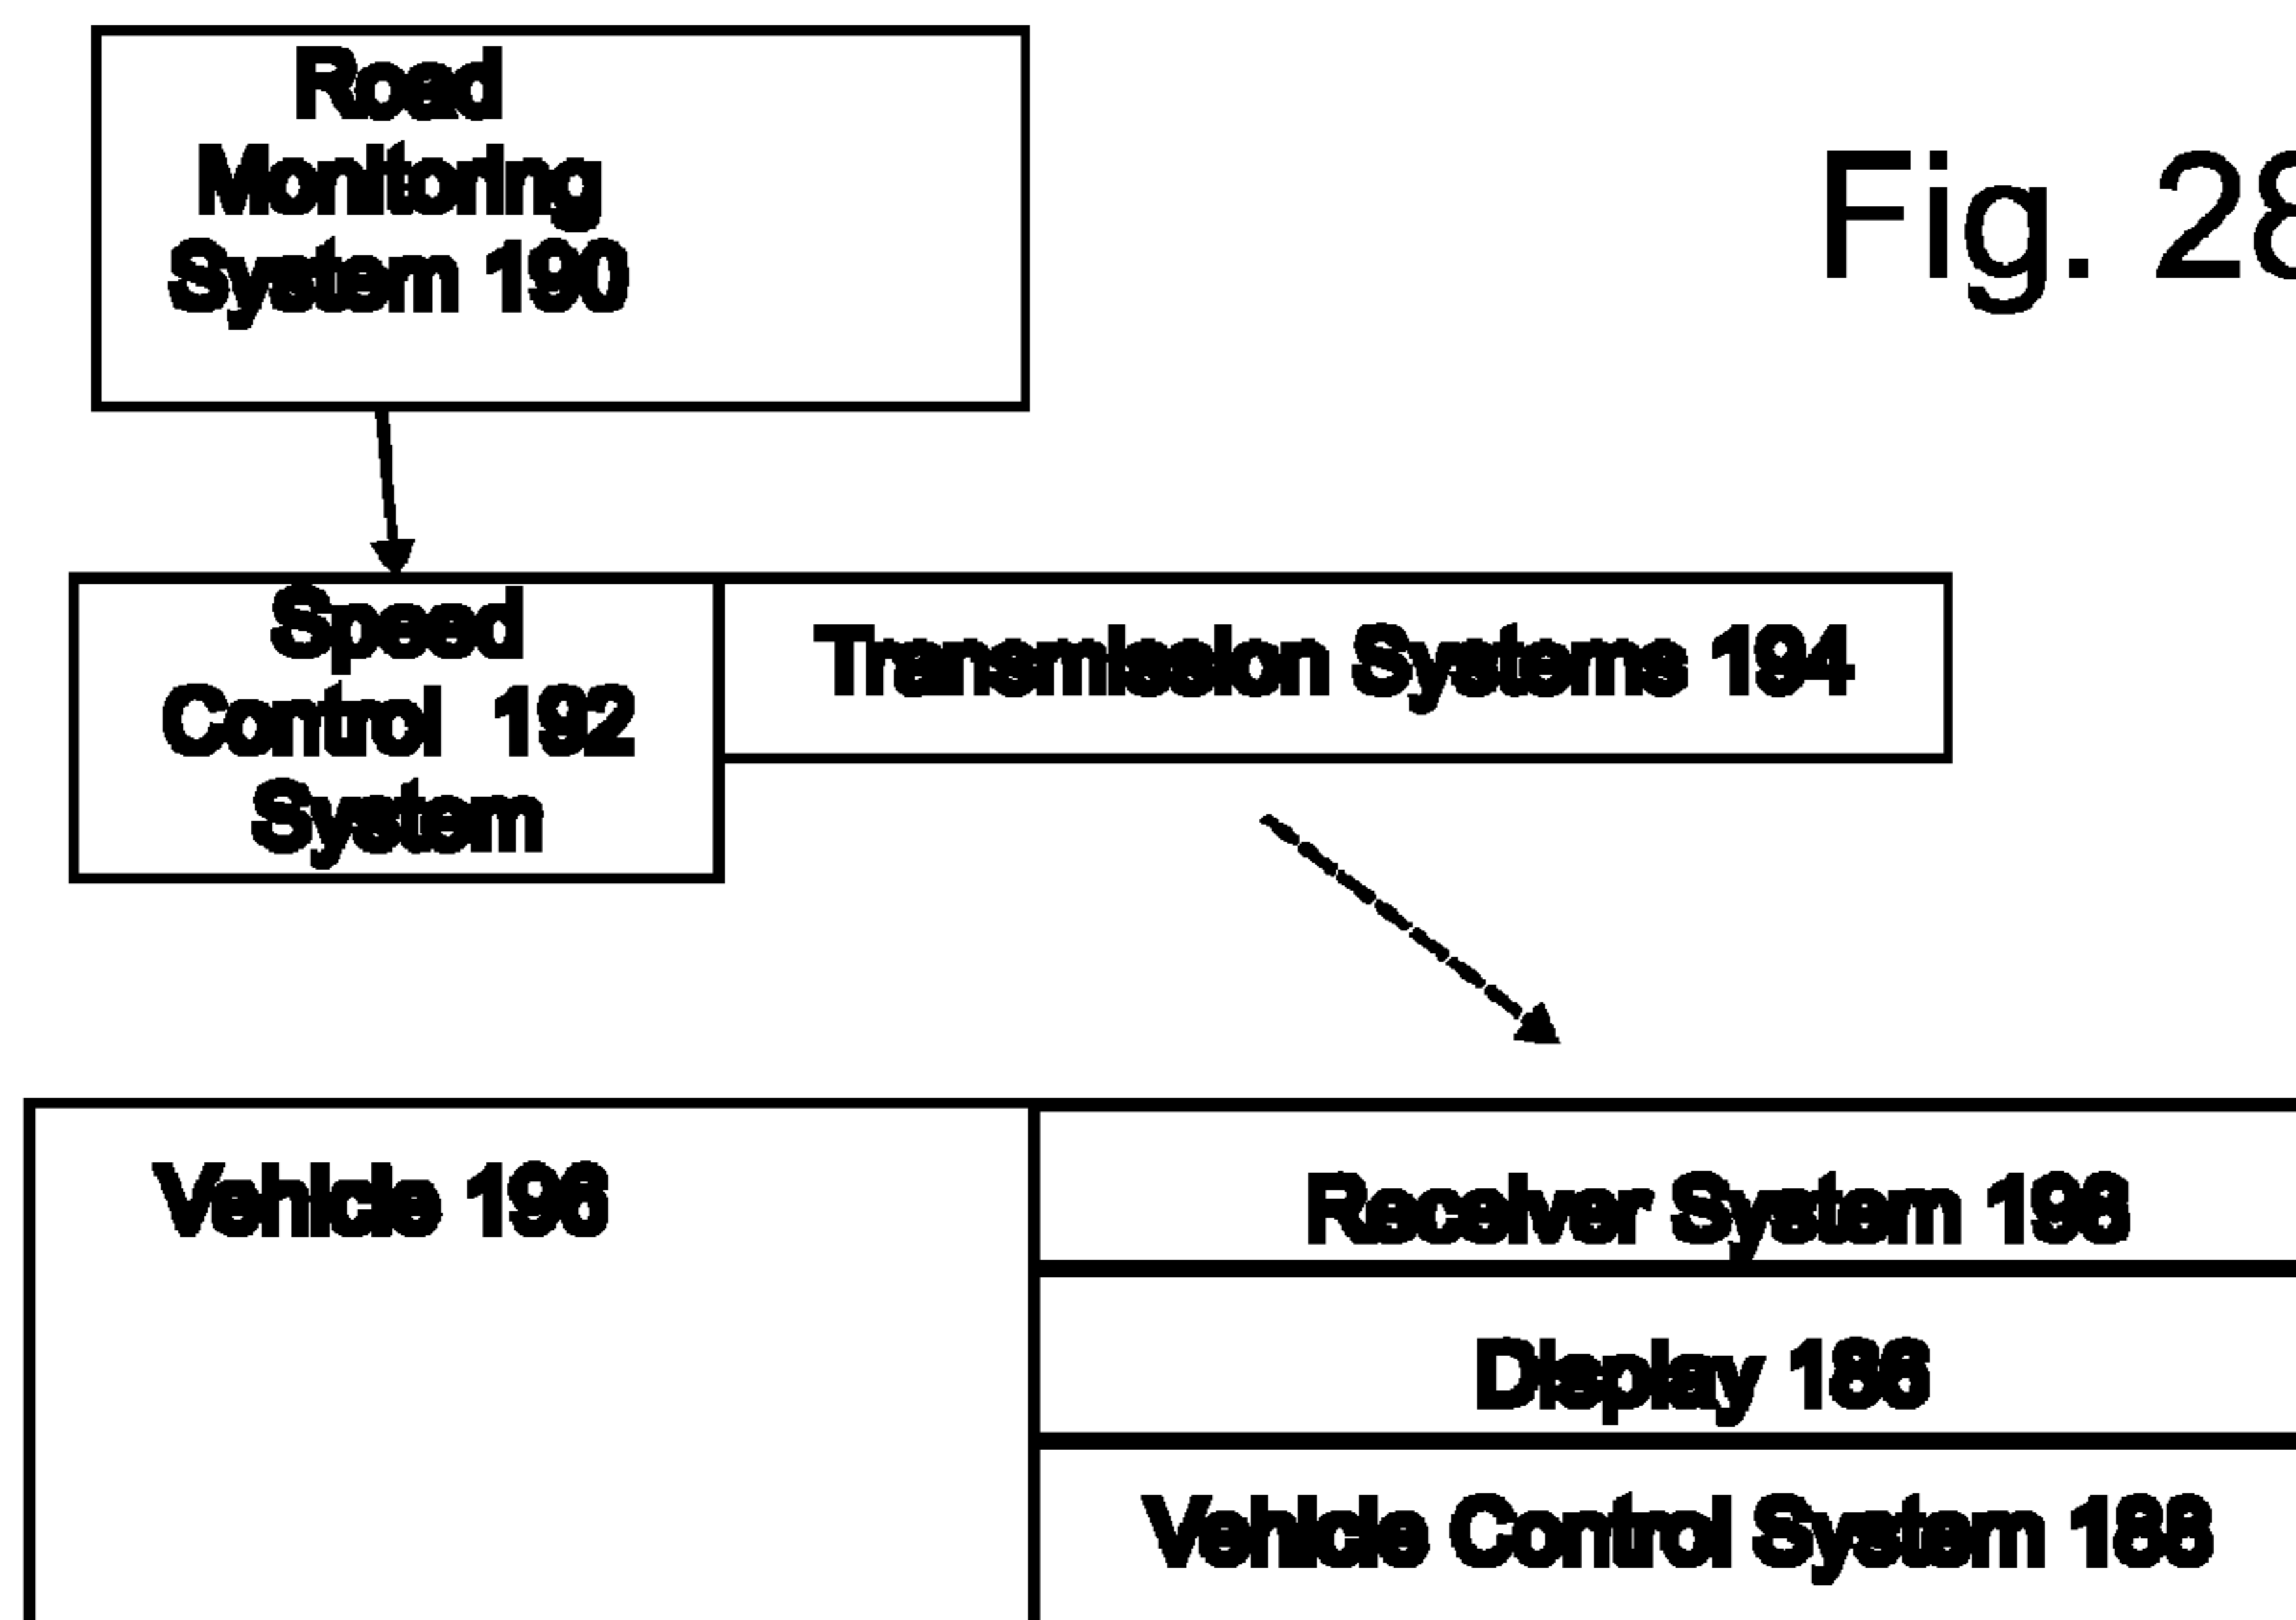 Road
Monitoring
System 190
Fig. 28
Speed
Control 192
System
Transmission Systems 194
Vehicle 196
Receiver System 198
Display 186
Vehicle Control System 188